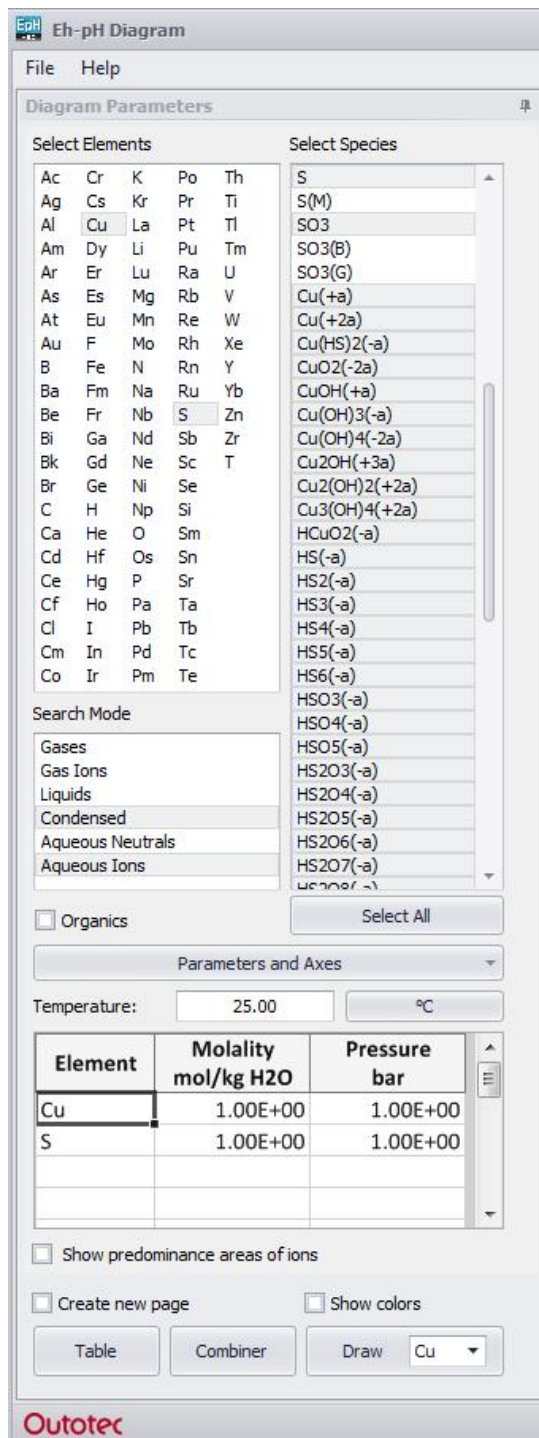 EpH Eh-pH Diagram
File Help
Diagram Parameters
Select Elements Select Species
Ac Cr K Po Th
Ag Cs Kr Pr Ti
Al Cu La Pt Tl
Am Dy Li Pu Tm
Ar Er Lu Ra U
As Es Mg Rb V
At Eu Mn Re W
Au F Mo Rh Xe
B Fe N Rn Y
Ba Fm Na Ru Yb
Be Fr Nb S Zn
Bi Ga Nd Sb Zr
Bk Gd Ne Sc T
Br Ge Ni Se
C H Np Si
Ca He O Sm
Cd Hf Os Sn
Ce Hg P Sr
Cf Ho Pa Ta
Cl I Pb Tb
Cm In Pd Tc
Co Ir Pm Te
S
S(M)
SO3
SO3(B)
SO3(G)
Cu(+a)
Cu(+2a)
Cu(HS)2(-a)
CuO2(-2a)
CuOH(+a)
Cu(OH)3(-a)
Cu(OH)4(-2a)
Cu2OH(+3a)
Cu2(OH)2(+2a)
Cu3(OH)4(+2a)
HCuO2(-a)
HS(-a)
HS2(-a)
HS3(-a)
HS4(-a)
HS5(-a)
HS6(-a)
HSO3(-a)
HSO4(-a)
HSO5(-a)
HS2O3(-a)
HS2O4(-a)
HS2O5(-a)
HS2O6(-a)
HS2O7(-a)
HS2O8(-a)
Search Mode
Gases
Gas Ions
Liquids
Condensed
Aqueous Neutrals
Aqueous Ions
Organics
Select All
Parameters and Axes
Temperature: 25.00 °C
Element Molality Pressure
mol/kg H2O bar
Cu 1.00E+00 1.00E+00
S 1.00E+00 1.00E+00
Show predominance areas of ions
Create new page Show colors
Table Combiner Draw Cu
Outotec